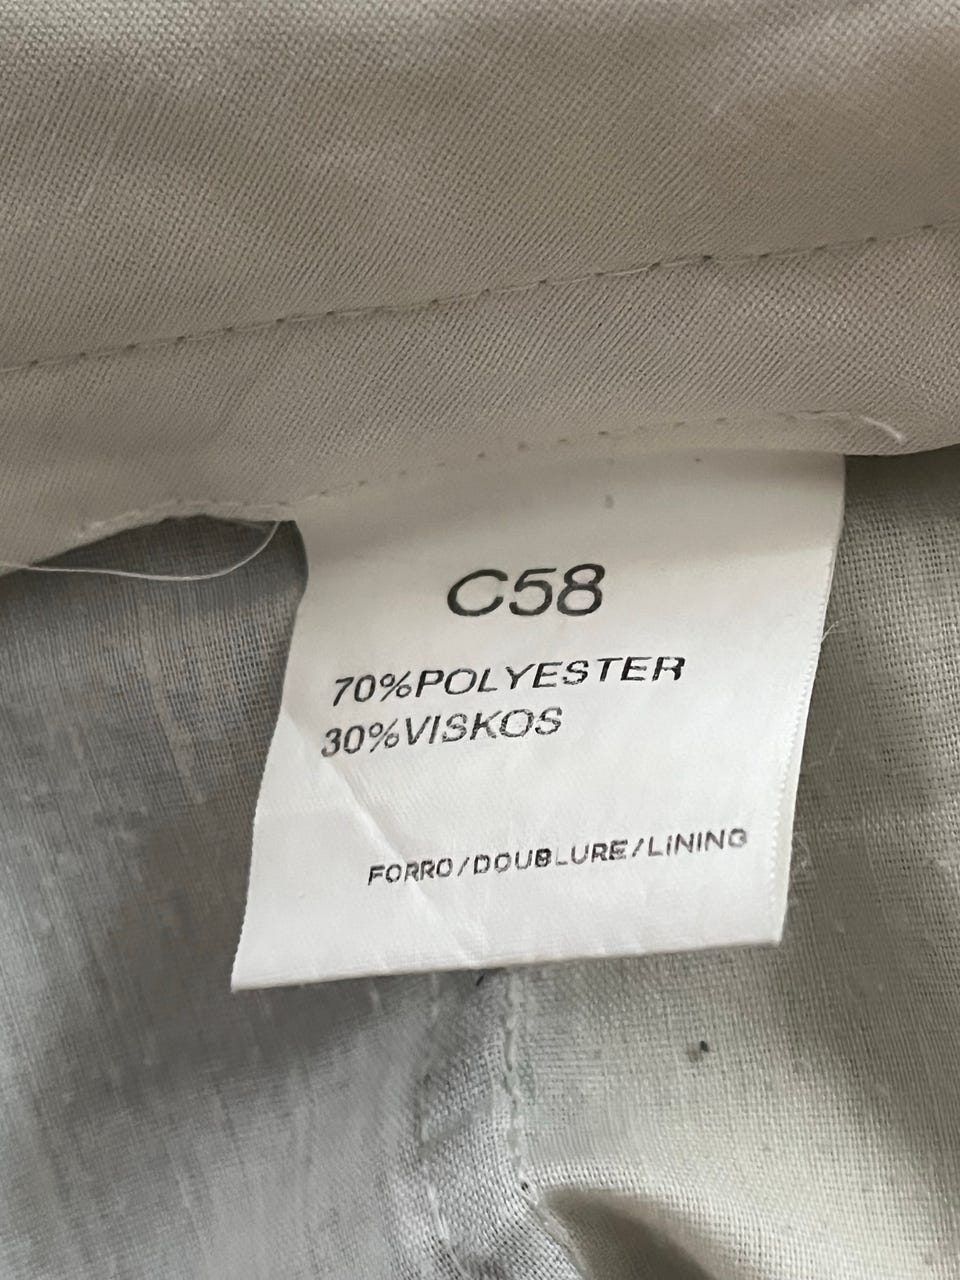 C58
70%POLYESTER
30%VISKOS
FORRO/DOUBLURE/LINING